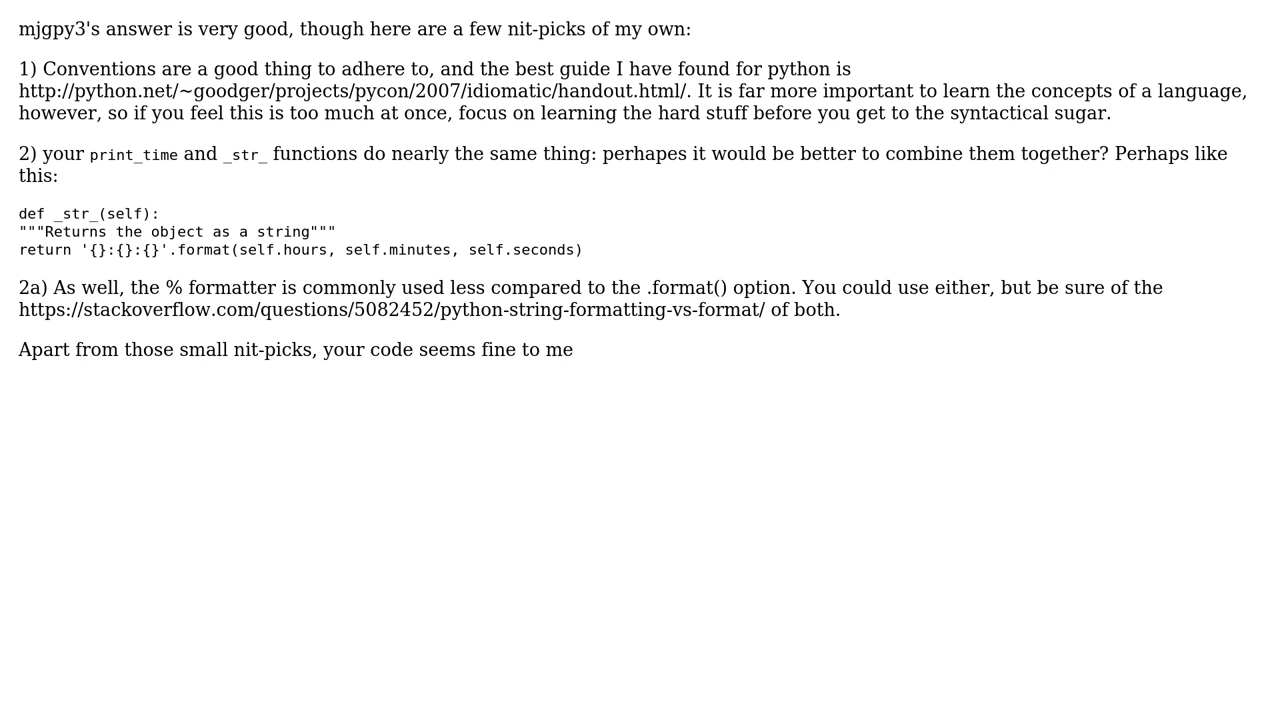 mjgpy3's answer is very good, though here are a few nit-picks of my own:
1) Conventions are a good thing to adhere to, and the best guide I have found for python is
http://python.net/~goodger/projects/pycon/2007/idiomatic/handout.html/. It is far more important to learn the concepts of a language,
however, so if you feel this is too much at once, focus on learning the hard stuff before you get to the syntactical sugar.
2) your print_time and _str_ functions do nearly the same thing: perhapes it would be better to combine them together? Perhaps like
this:
def _str_(self):
"""Returns the object as a string"""
return '{}:{}:{}'.format(self.hours, self.minutes, self.seconds)
2a) As well, the % formatter is commonly used less compared to the .format() option. You could use either, but be sure of the
https://stackoverflow.com/questions/5082452/python-string-formatting-vs-format/ of both.
Apart from those small nit-picks, your code seems fine to me